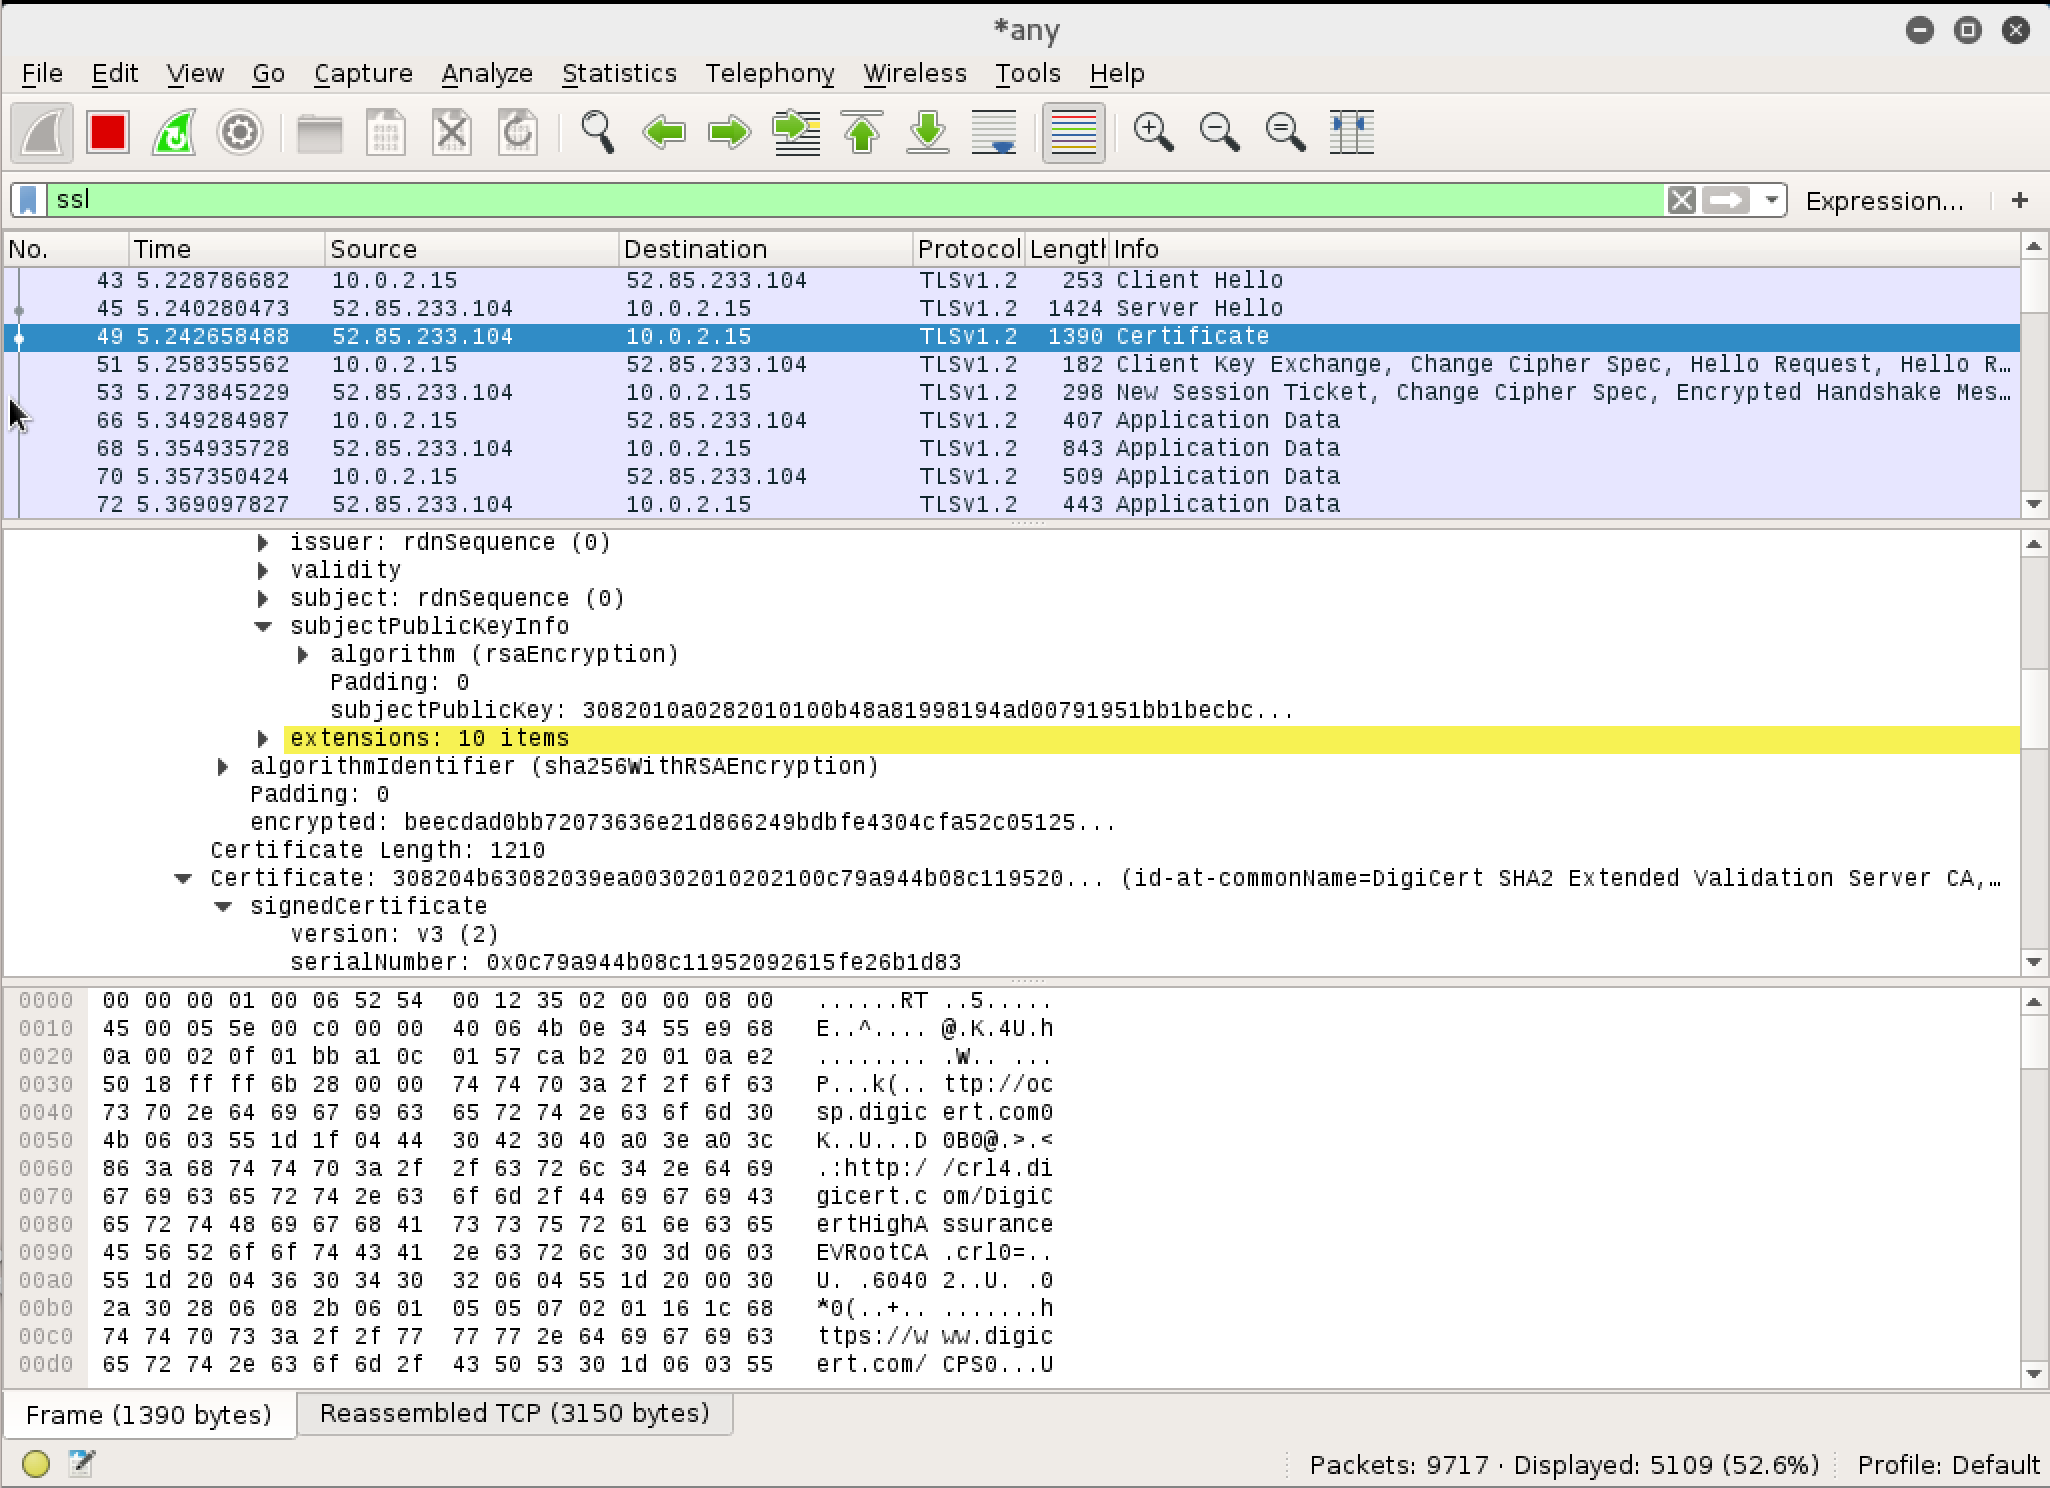 *any
File Edit View Go Capture Analyze Statistics Telephony Wireless Tools Help
ssl Expression... +
No. Time Source Destination Protocol Length Info
43 5.228786682 10.0.2.15 52.85.233.104 TLSv1.2 253 Client Hello
45 5.240280473 52.85.233.104 10.0.2.15 TLSv1.2 1424 Server Hello
49 5.242658488 52.85.233.104 10.0.2.15 TLSv1.2 1390 Certificate
51 5.258355562 10.0.2.15 52.85.233.104 TLSv1.2 182 Client Key Exchange, Change Cipher Spec, Hello Request, Hello R…
53 5.273845229 52.85.233.104 10.0.2.15 TLSv1.2 298 New Session Ticket, Change Cipher Spec, Encrypted Handshake Mes…
66 5.349284987 10.0.2.15 52.85.233.104 TLSv1.2 407 Application Data
68 5.354935728 52.85.233.104 10.0.2.15 TLSv1.2 843 Application Data
70 5.357350424 10.0.2.15 52.85.233.104 TLSv1.2 509 Application Data
72 5.369097827 52.85.233.104 10.0.2.15 TLSv1.2 443 Application Data
issuer: rdnSequence (0)
validity
subject: rdnSequence (0)
subjectPublicKeyInfo
algorithm (rsaEncryption)
Padding: 0
subjectPublicKey: 3082010a0282010100b48a81998194ad00791951bb1becbc...
extensions: 10 items
algorithmIdentifier (sha256WithRSAEncryption)
Padding: 0
encrypted: beecdad0bb72073636e21d866249bdbfe4304cfa52c05125...
Certificate Length: 1210
Certificate: 308204b63082039ea00302010202100c79a944b08c119520... (id-at-commonName=DigiCert SHA2 Extended Validation Server CA,…
signedCertificate
version: v3 (2)
serialNumber: 0x0c79a944b08c11952092615fe26b1d83
0000 00 00 00 01 00 06 52 54 00 12 35 02 00 00 08 00 ......RT ..5.....
0010 45 00 05 5e 00 c0 00 00 40 06 4b 0e 34 55 e9 68 E..^.... @.K.4U.h
0020 0a 00 02 0f 01 bb a1 0c 01 57 ca b2 20 01 0a e2 ........ .W.. ...
0030 50 18 ff ff 6b 28 00 00 74 74 70 3a 2f 2f 6f 63 P...k(.. ttp://oc
0040 73 70 2e 64 69 67 69 63 65 72 74 2e 63 6f 6d 30 sp.digic ert.com0
0050 4b 06 03 55 1d 1f 04 44 30 42 30 40 a0 3e a0 3c K..U...D 0B0@.>.<
0060 86 3a 68 74 74 70 3a 2f 2f 63 72 6c 34 2e 64 69 .:http:/ /crl4.di
0070 67 69 63 65 72 74 2e 63 6f 6d 2f 44 69 67 69 43 gicert.c om/DigiC
0080 65 72 74 48 69 67 68 41 73 73 75 72 61 6e 63 65 ertHighA ssurance
0090 45 56 52 6f 6f 74 43 41 2e 63 72 6c 30 3d 06 03 EVRootCA .crl0=..
00a0 55 1d 20 04 36 30 34 30 32 06 04 55 1d 20 00 30 U. .6040 2..U. .0
00b0 2a 30 28 06 08 2b 06 01 05 05 07 02 01 16 1c 68 *0(..+.. .......h
00c0 74 74 70 73 3a 2f 2f 77 77 77 2e 64 69 67 69 63 ttps://w ww.digic
00d0 65 72 74 2e 63 6f 6d 2f 43 50 53 30 1d 06 03 55 ert.com/ CPS0...U
Frame (1390 bytes) Reassembled TCP (3150 bytes)
Packets: 9717 · Displayed: 5109 (52.6%) Profile: Default